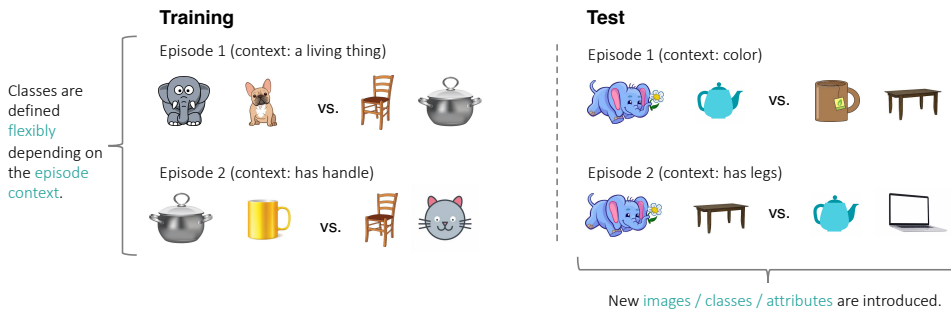 Training
Test
Episode 1 (context: a living thing)
Episode 1 (context: color)
Classes are
defined
flexibly
depending on
the episode
context.
vs.
vs.
Episode 2 (context: has handle)
Episode 2 (context: has legs)
vs.
vs.
New images / classes / attributes are introduced.